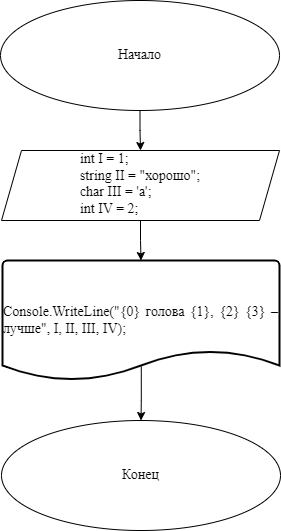 Начало
int I = 1;
string II = "хорошо";
char III = 'а';
int IV = 2;
Console.WriteLine("{0} голова {1}, {2} {3} –
лучше", I, II, III, IV);
Конец